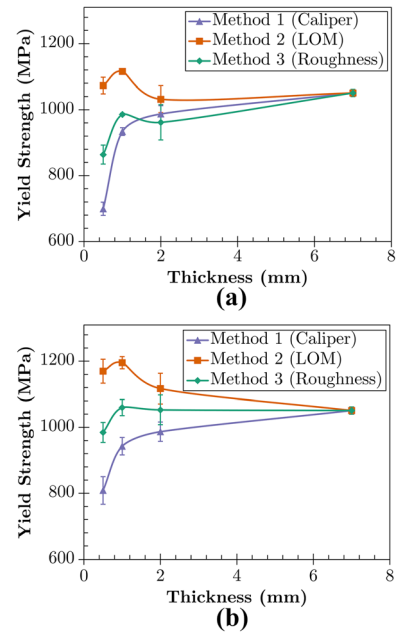 Method 1 (Caliper)
Method 2 (LOM)
Method 3 (Roughness)
Yield Strength (MPa)
1200
1000
800
600
0 2 4 6 8
Thickness (mm)
(a)
Method 1 (Caliper)
Method 2 (LOM)
Method 3 (Roughness)
Yield Strength (MPa)
1200
1000
800
600
0 2 4 6 8
Thickness (mm)
(b)